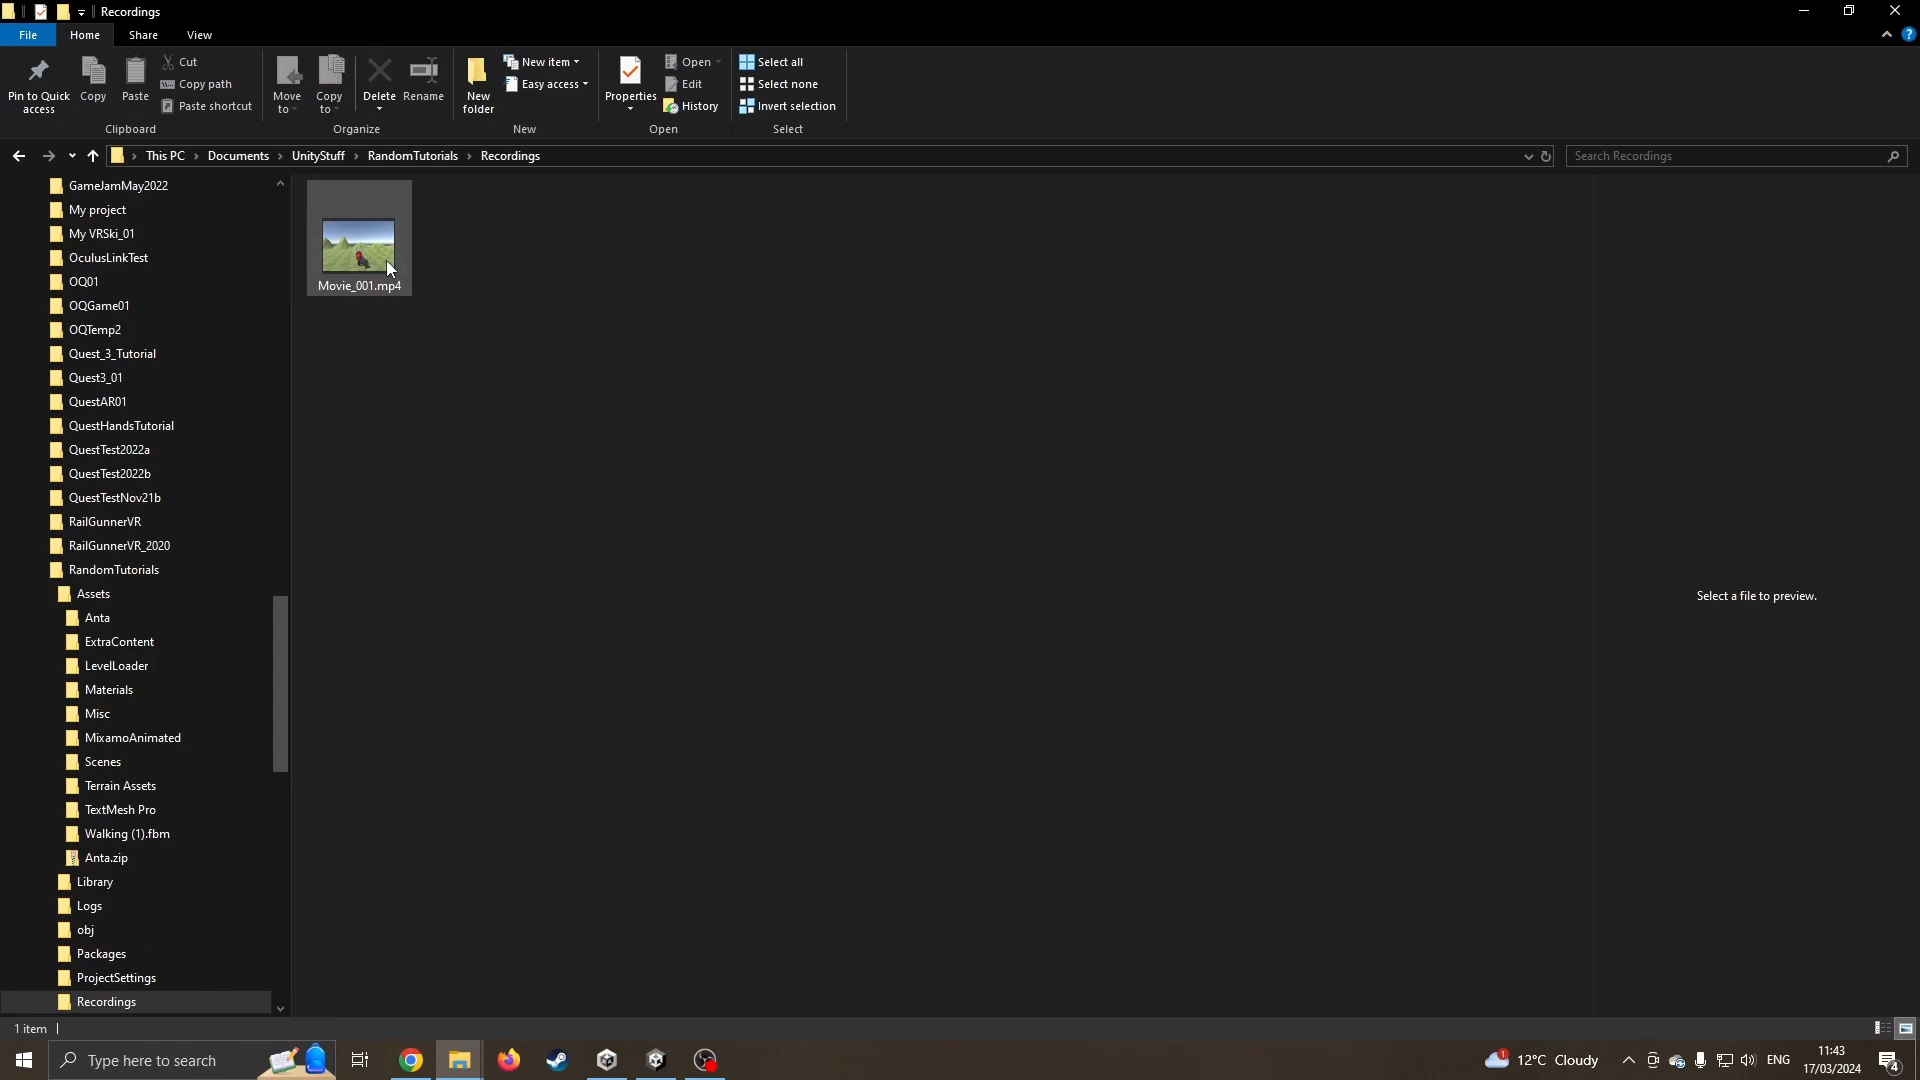 Recordings
File Home Share View
Pin to Quick access
Copy
Paste
Cut
Copy path
Paste shortcut
Clipboard
Move to
Copy to
Delete
Rename
Organize
New folder
New item
Easy access
New
Properties
Open
Edit
History
Open
Select all
Select none
Invert selection
Select
This PC > Documents > UnityStuff > RandomTutorials > Recordings
Search Recordings
GameJamMay2022
My project
My VRSki_01
OculusLinkTest
OQ01
OQGame01
OQTemp2
Quest_3_Tutorial
Quest3_01
QuestAR01
QuestHandsTutorial
QuestTest2022a
QuestTest2022b
QuestTestNov21b
RailGunnerVR
RailGunnerVR_2020
RandomTutorials
Assets
Anta
ExtraContent
LevelLoader
Materials
Misc
MixamoAnimated
Scenes
Terrain Assets
TextMesh Pro
Walking (1).fbm
Anta.zip
Library
Logs
obj
Packages
ProjectSettings
Recordings
Movie_001.mp4
Select a file to preview.
1 item
Type here to search
1
12°C Cloudy
ENG
11:43
17/03/2024
4